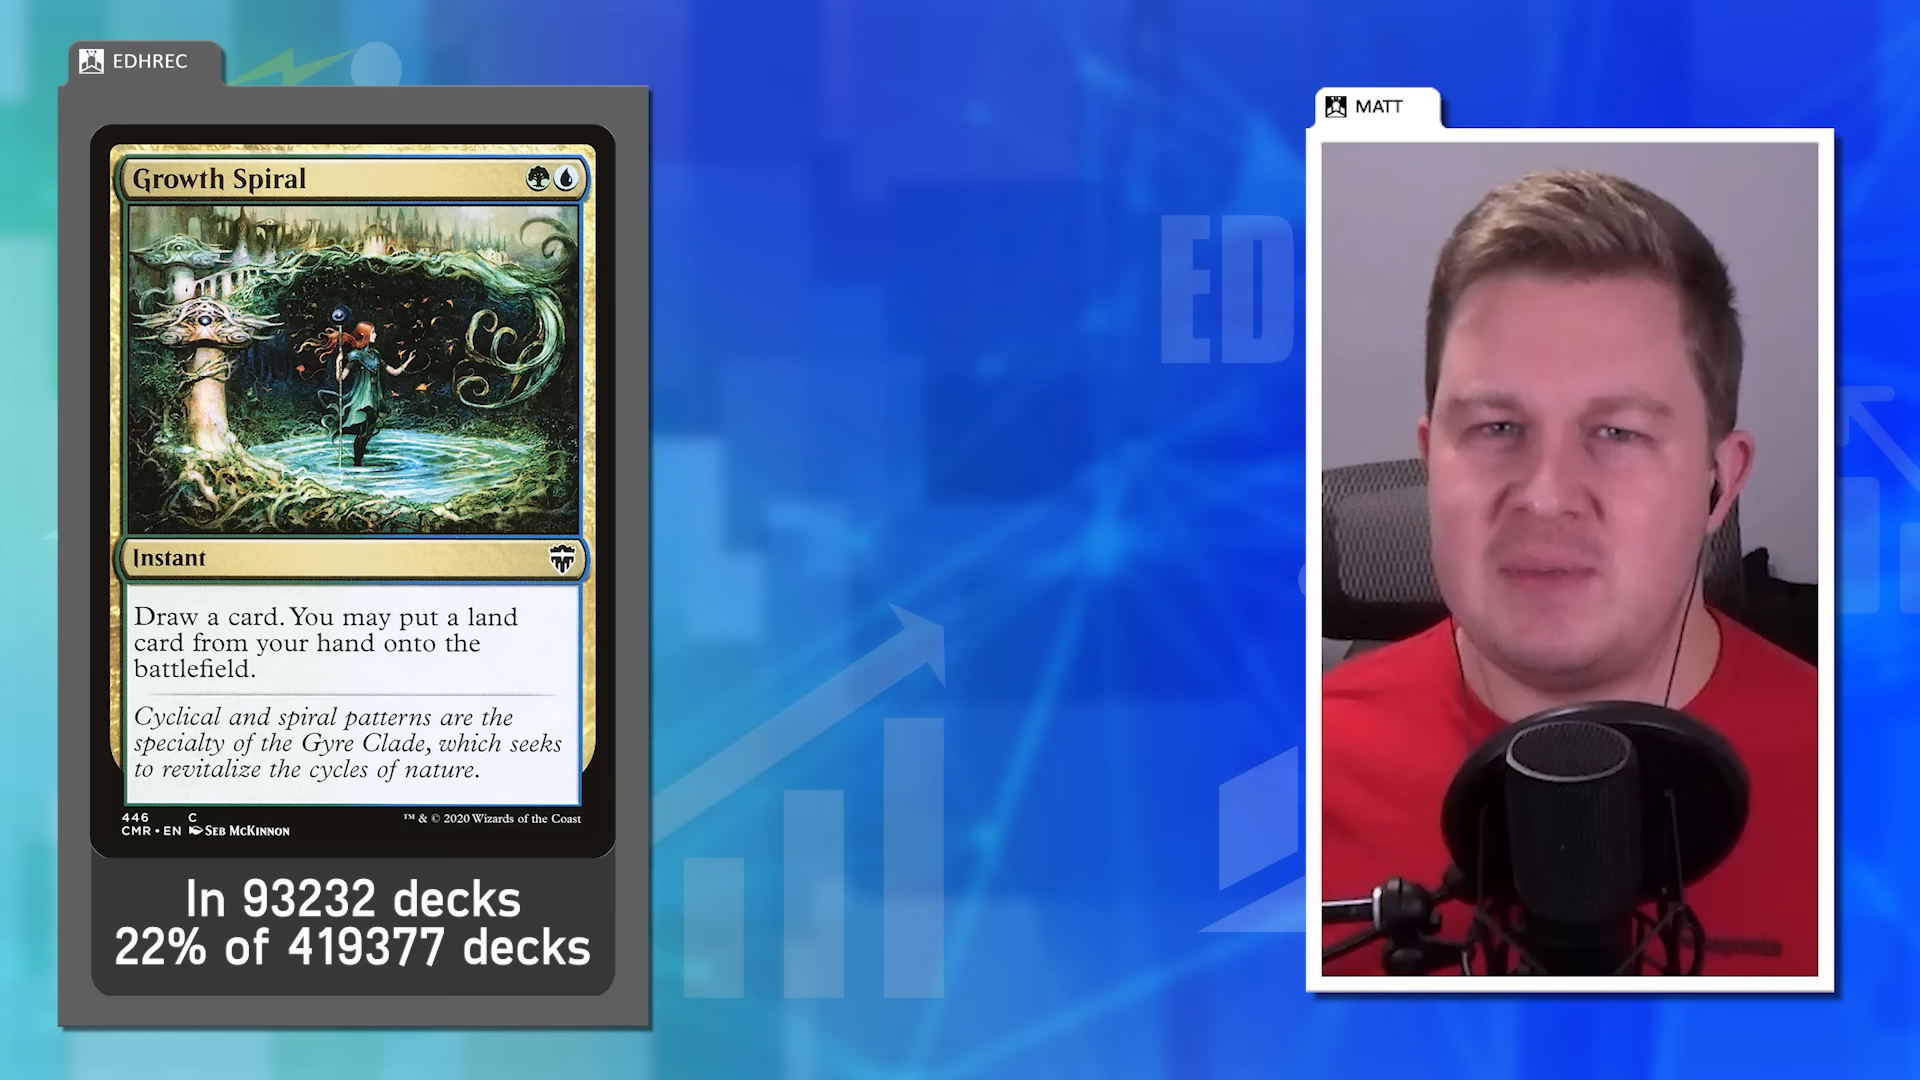 EDHREC
Growth Spiral
Instant
Draw a card. You may put a land
card from your hand onto the
battlefield.
Cyclical and spiral patterns are the
specialty of the Gyre Clade, which seeks
to revitalize the cycles of nature.
446 C
CMR • EN SEB MCKINNON
™ & © 2020 Wizards of the Coast
In 93232 decks
22% of 419377 decks
ED
MATT